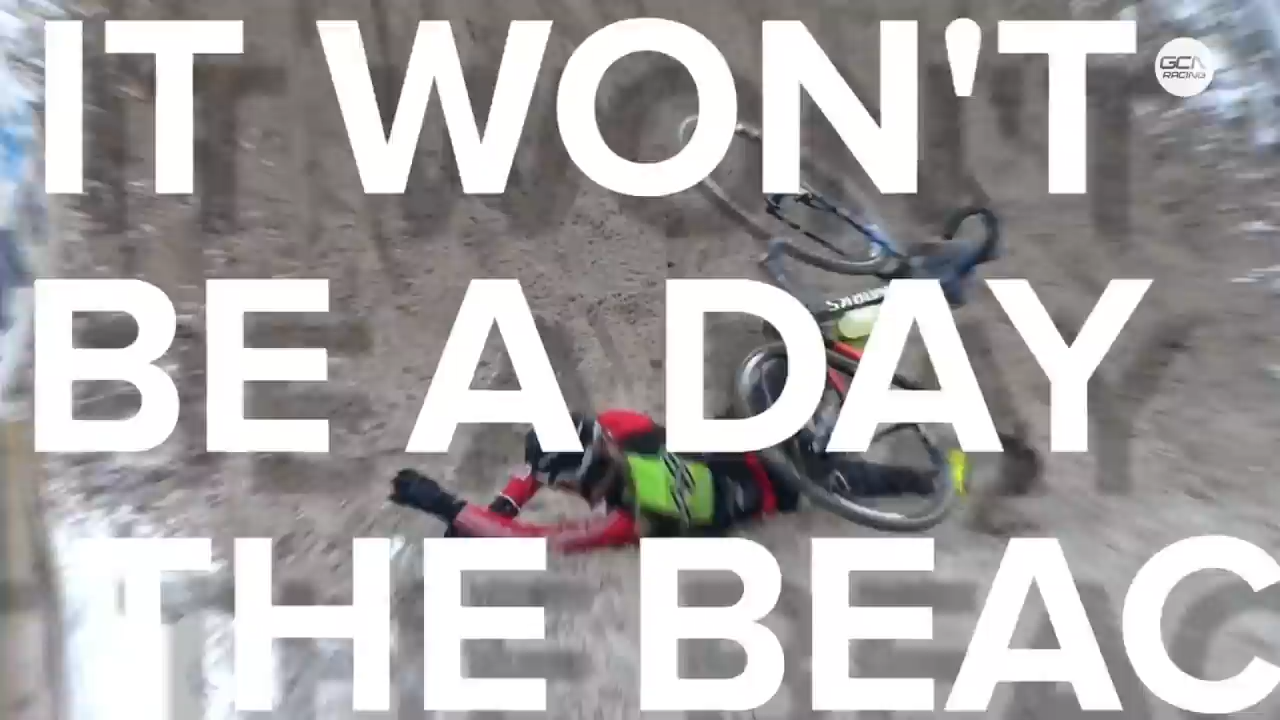 IT WON'T
GCN
RACING
BE A DAY
THE BEAC